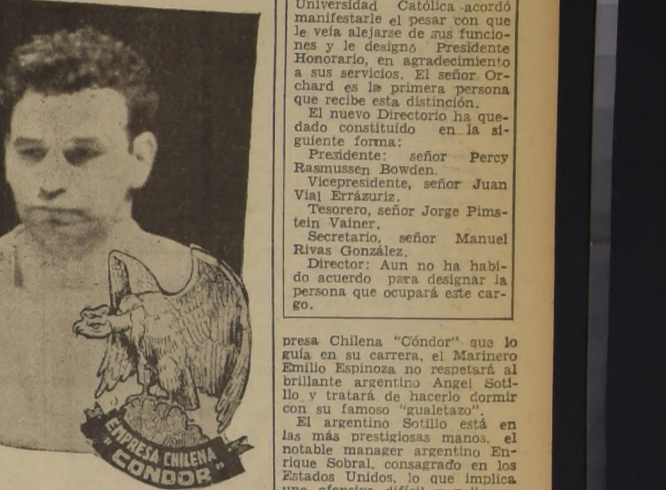 Universidad Católica acordó
manifestarle el pesar con que
le veía alejarse de sus funcio-
nes y le designó Presidente
Honorario, en agradecimiento
a sus servicios. El señor Or-
chard es la primera persona
que recibe esta distinción.
El nuevo Directorio ha que-
dado constituído en la si-
guiente forma:
Presidente: señor Percy
Rasmussen Bowden.
Vicepresidente, señor Juan
Vial Errázuriz.
Tesorero, señor Jorge Pims-
tein Vainer.
Secretario, señor Manuel
Rivas González.
Director: Aun no ha habi-
do acuerdo para designar la
persona que ocupará este car-
go.
presa Chilena "Cóndor" que lo
guía en su carrera, el Marinero
Emilio Espinoza no respetará al
brillante argentino Angel Soti-
llo y tratará de hacerlo dormir
con su famoso "gualetazo".
El argentino Sotillo está en
las más prestigiosas manos, el
notable manager argentino En-
rique Sobral, consagrado en los
Estados Unidos, lo que implica
EMPRESA CHILENA
"CONDOR"